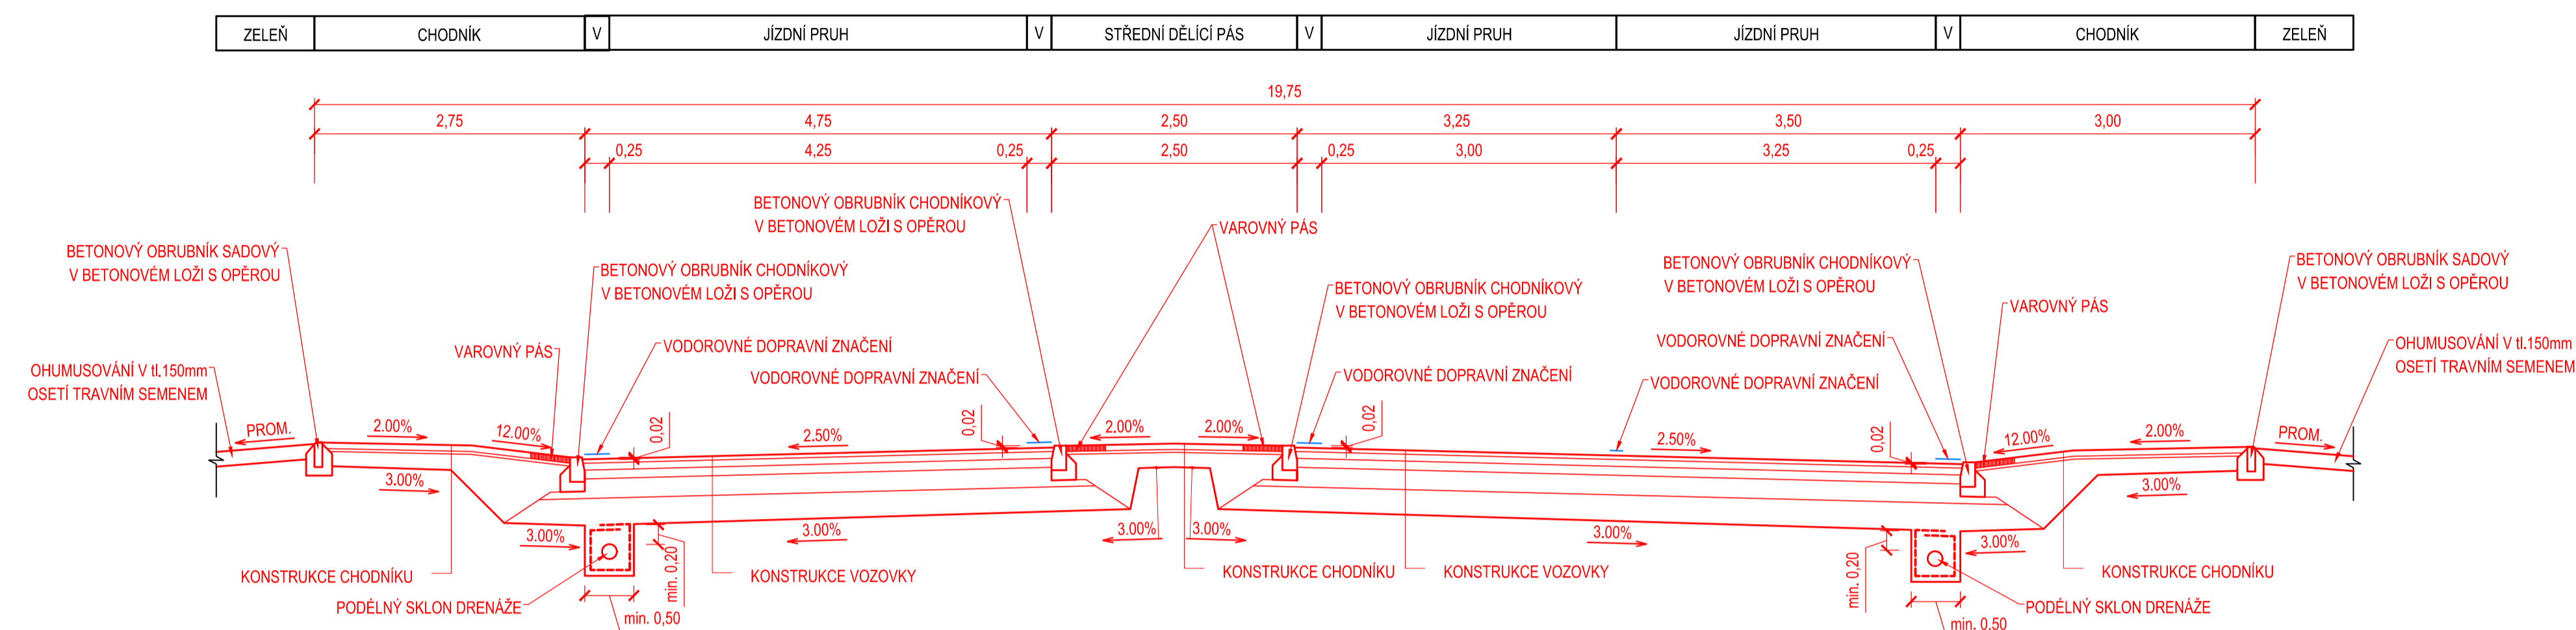 ZELEŇ CHODNÍK V JÍZDNÍ PRUH V STŘEDNÍ DĚLÍCÍ PÁS V JÍZDNÍ PRUH JÍZDNÍ PRUH V CHODNÍK ZELEŇ
19,75
2,75 4,75 2,50 3,25 3,50 3,00
0,25 4,25 0,25 2,50 0,25 3,00 3,25 0,25
BETONOVÝ OBRUBNÍK SADOVÝ
V BETONOVÉM LOŽI S OPĚROU
OHUMUSOVÁNÍ V tl.150mm
OSETÍ TRAVNÍM SEMENEM
VAROVNÝ PÁS
BETONOVÝ OBRUBNÍK CHODNÍKOVÝ
V BETONOVÉM LOŽI S OPĚROU
VODOROVNÉ DOPRAVNÍ ZNAČENÍ
BETONOVÝ OBRUBNÍK CHODNÍKOVÝ
V BETONOVÉM LOŽI S OPĚROU
VODOROVNÉ DOPRAVNÍ ZNAČENÍ
VAROVNÝ PÁS
BETONOVÝ OBRUBNÍK CHODNÍKOVÝ
V BETONOVÉM LOŽI S OPĚROU
VODOROVNÉ DOPRAVNÍ ZNAČENÍ
BETONOVÝ OBRUBNÍK CHODNÍKOVÝ
V BETONOVÉM LOŽI S OPĚROU
VODOROVNÉ DOPRAVNÍ ZNAČENÍ
VODOROVNÉ DOPRAVNÍ ZNAČENÍ
VAROVNÝ PÁS
BETONOVÝ OBRUBNÍK SADOVÝ
V BETONOVÉM LOŽI S OPĚROU
OHUMUSOVÁNÍ V tl.150mm
OSETÍ TRAVNÍM SEMENEM
PROM. 2.00% 12.00% 0,02 2.50% 0,02 2.00% 2.00% 0,02 2.50% 0,02 12.00% 2.00% PROM.
3.00% 3.00%
3.00% 3.00% 3.00% 3.00% 3.00% 3.00%
min. 0,20 min. 0,20
KONSTRUKCE CHODNÍKU KONSTRUKCE VOZOVKY KONSTRUKCE CHODNÍKU KONSTRUKCE VOZOVKY KONSTRUKCE CHODNÍKU
PODÉLNÝ SKLON DRENÁŽE PODÉLNÝ SKLON DRENÁŽE
min. 0,50 min. 0,50